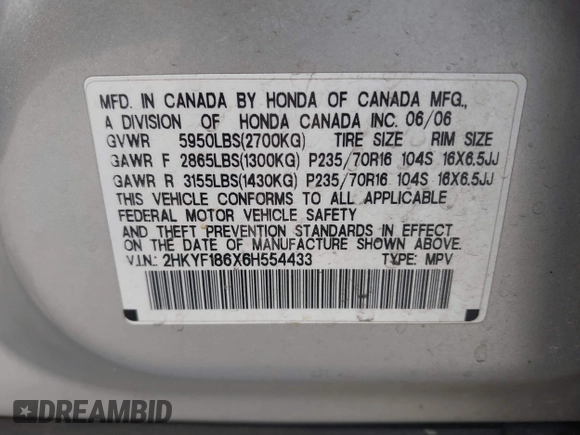 MFD. IN CANADA BY HONDA OF CANADA MFG.,
A DIVISION OF HONDA CANADA INC. 06/06
GVWR 5950LBS(2700KG) TIRE SIZE RIM SIZE
GAWR F 2865LBS(1300KG) P235/70R16 104S 16X6.5JJ
GAWR R 3155LBS(1430KG) P235/70R16 104S 16X6.5JJ
THIS VEHICLE CONFORMS TO ALL APPLICABLE
FEDERAL MOTOR VEHICLE SAFETY
AND THEFT PREVENTION STANDARDS IN EFFECT
ON THE DATE OF MANUFACTURE SHOWN ABOVE.
V.I.N.: 2HKYF186X6H554433 TYPE: MPV
DREAMBID